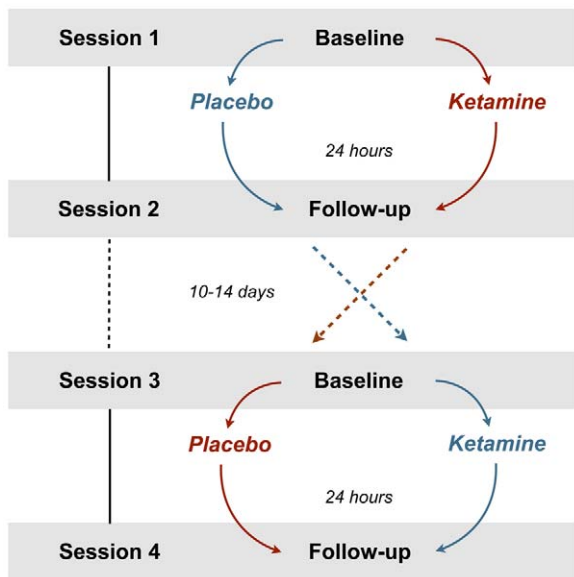 Session 1 Baseline
Placebo Ketamine
24 hours
Session 2 Follow-up
10-14 days
Session 3 Baseline
Placebo Ketamine
24 hours
Session 4 Follow-up